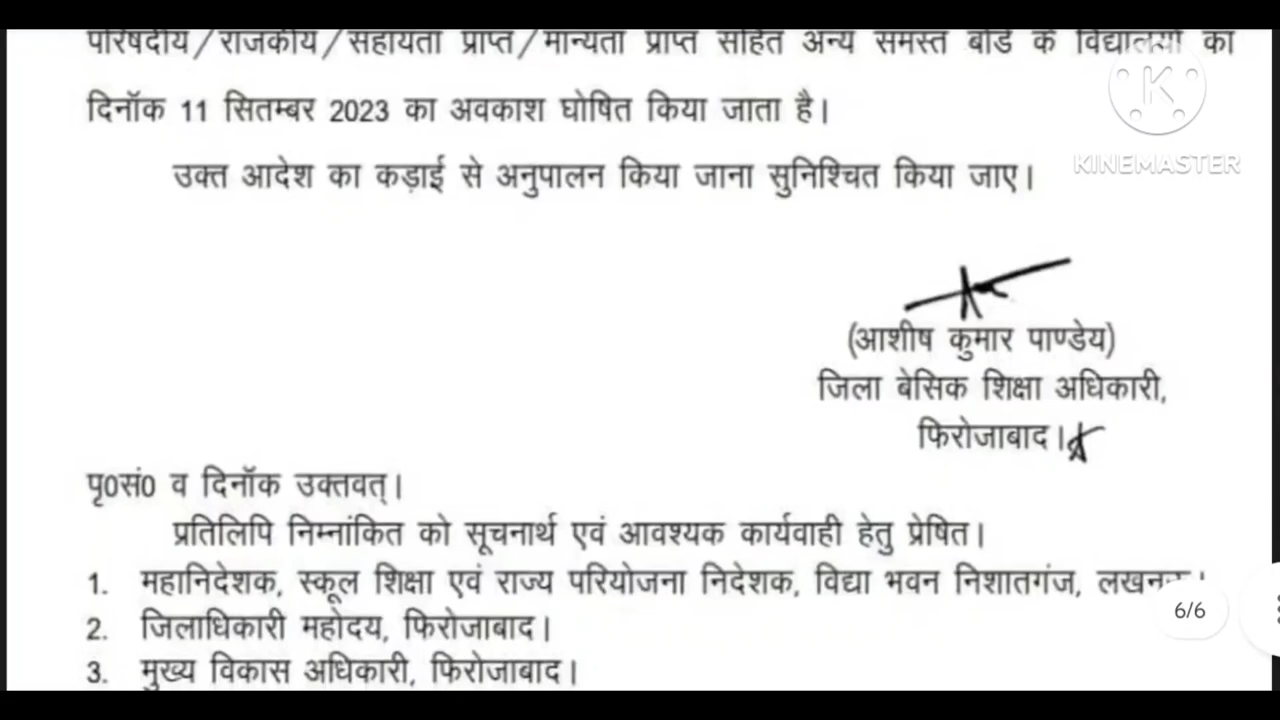 परिषदीय/राजकीय/सहायता प्राप्त/मान्यता प्राप्त सहित अन्य समस्त बोर्ड के विद्यालयों का
दिनॉक 11 सितम्बर 2023 का अवकाश घोषित किया जाता है।
उक्त आदेश का कड़ाई से अनुपालन किया जाना सुनिश्चित किया जाए।
KINEMASTER
(आशीष कुमार पाण्डेय)
जिला बेसिक शिक्षा अधिकारी,
फिरोजाबाद।
पृ0सं0 व दिनॉक उक्तवत्।
प्रतिलिपि निम्नांकित को सूचनार्थ एवं आवश्यक कार्यवाही हेतु प्रेषित।
1. महानिदेशक, स्कूल शिक्षा एवं राज्य परियोजना निदेशक, विद्या भवन निशातगंज, लखनऊ।
6/6
2. जिलाधिकारी महोदय, फिरोजाबाद।
3. मुख्य विकास अधिकारी, फिरोजाबाद।